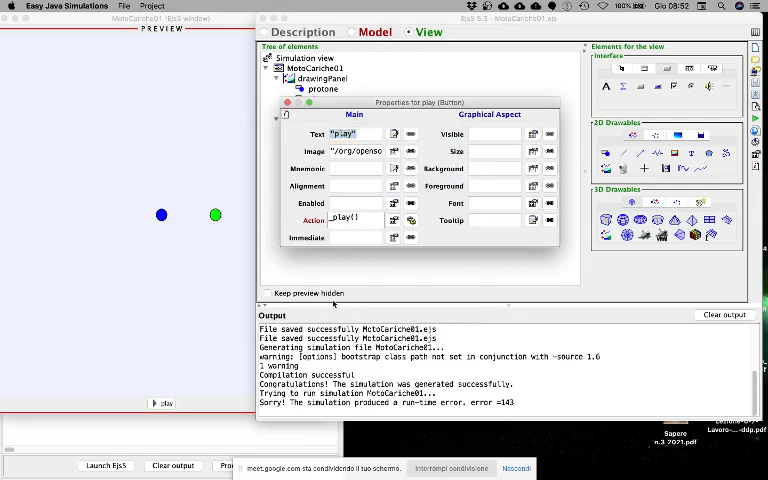 Easy Java Simulations File Project
100% Gio 08:52
MotoCariche01 (EjsS window)
EjsS 5.3 MotoCariche01.ejs
PREVIEW
Description Model View
Tree of elements
Elements for the view
Simulation view
MotoCariche01
drawingPanel
protone
Interface
Properties for play (Button)
Main Graphical Aspect
Text "play" Visible
Image "/org/openso Size
Mnemonic Background
Alignment Foreground
Enabled Font
Action _play() Tooltip
Immediate
2D Drawables
3D Drawables
Keep preview hidden
Output Clear output
File saved successfully MotoCariche01.ejs
File saved successfully MotoCariche01.ejs
Generating simulation file MotoCariche01...
warning: [options] bootstrap class path not set in conjunction with -source 1.6
1 warning
Compilation successful
Congratulations! The simulation was generated successfully.
Trying to run simulation MotoCariche01...
Sorry! The simulation produced a run-time error. error =143
play
Lavoro-...-ddp.pdf
Sapere
n.3_2021.pdf
Launch EjsS Clear output
meet.google.com sta condividendo il tuo schermo. Interrompi condivisione Nascondi